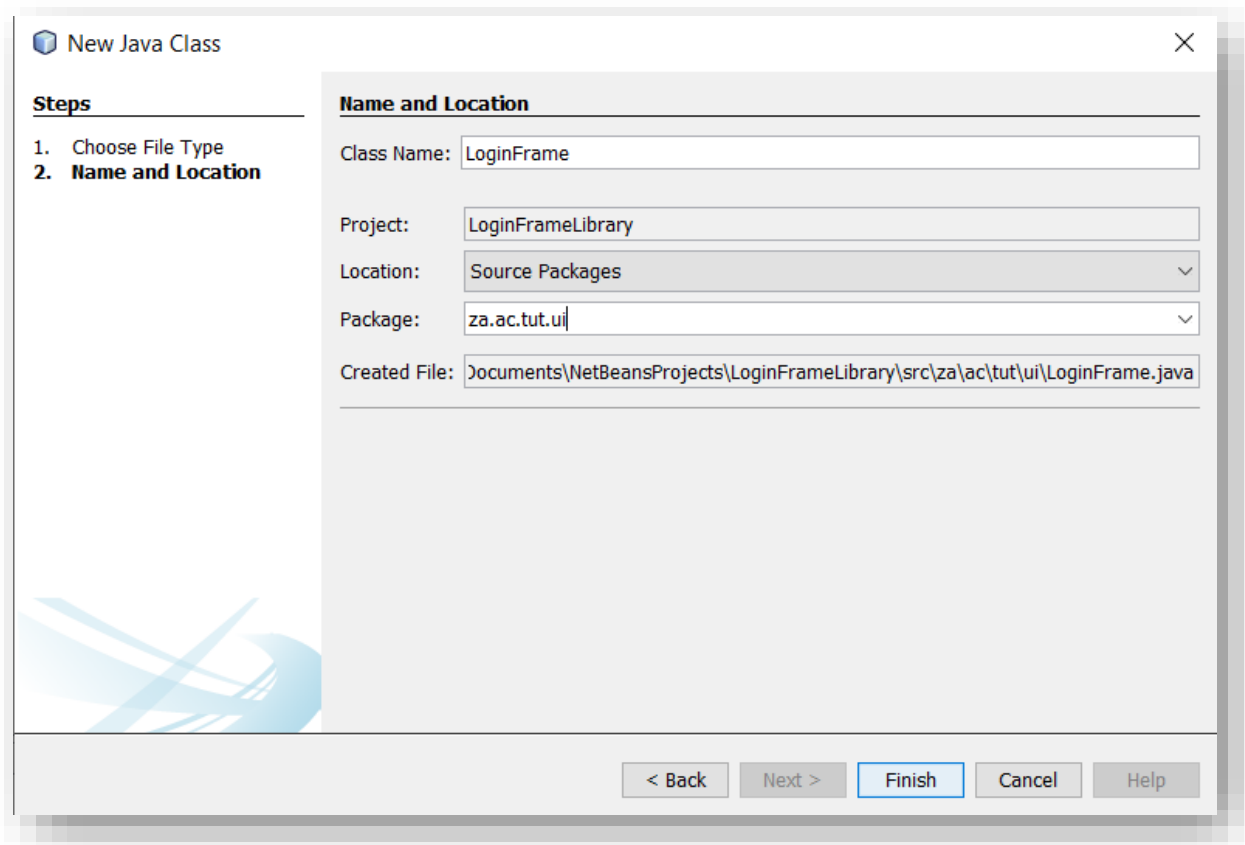 New Java Class
Steps
1. Choose File Type
2. Name and Location
Name and Location
Class Name: LoginFrame
Project: LoginFrameLibrary
Location: Source Packages
Package: za.ac.tut.ui
Created File: Documents\NetBeansProjects\LoginFrameLibrary\src\za\ac\tut\ui\LoginFrame.java
< Back Next > Finish Cancel Help